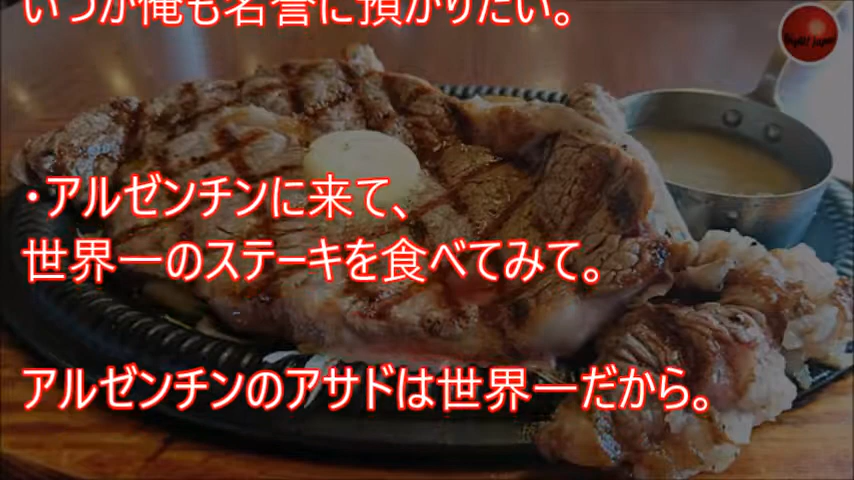 いつか俺も名誉に預かりたい。
・アルゼンチンに来て、
世界一のステーキを食べてみて。
アルゼンチンのアサドは世界一だから。